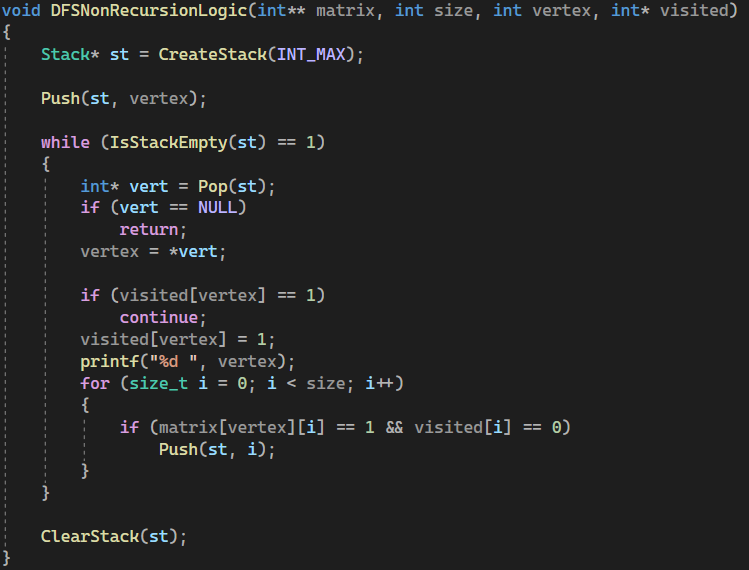 void DFSNonRecursionLogic(int** matrix, int size, int vertex, int* visited)
{
    Stack* st = CreateStack(INT_MAX);

    Push(st, vertex);

    while (IsStackEmpty(st) == 1)
    {
        int* vert = Pop(st);
        if (vert == NULL)
            return;
        vertex = *vert;

        if (visited[vertex] == 1)
            continue;
        visited[vertex] = 1;
        printf("%d ", vertex);
        for (size_t i = 0; i < size; i++)
        {
            if (matrix[vertex][i] == 1 && visited[i] == 0)
                Push(st, i);
        }
    }

    ClearStack(st);
}